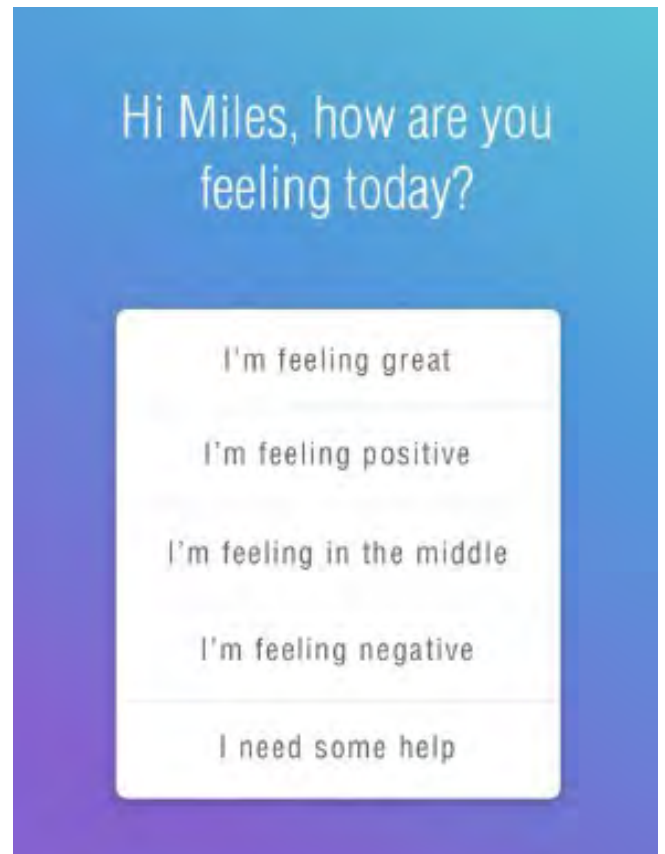 Hi Miles, how are you
feeling today?
I'm feeling great
I'm feeling positive
I'm feeling in the middle
I'm feeling negative
I need some help